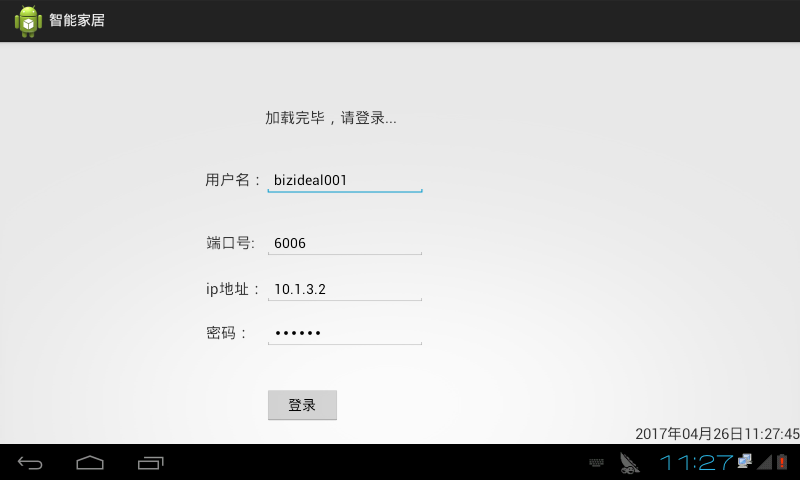 智能家居
加载完毕，请登录...
用户名： bizideal001
端口号: 6006
ip地址： 10.1.3.2
密码： ••••••
登录
2017年04月26日11:27:45
11:27